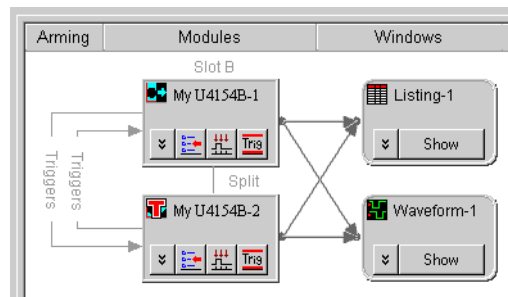 Arming Modules Windows
Slot B
My U4154B-1 Listing-1
Trig Show
Triggers
Triggers
Split
My U4154B-2 Waveform-1
Trig Show